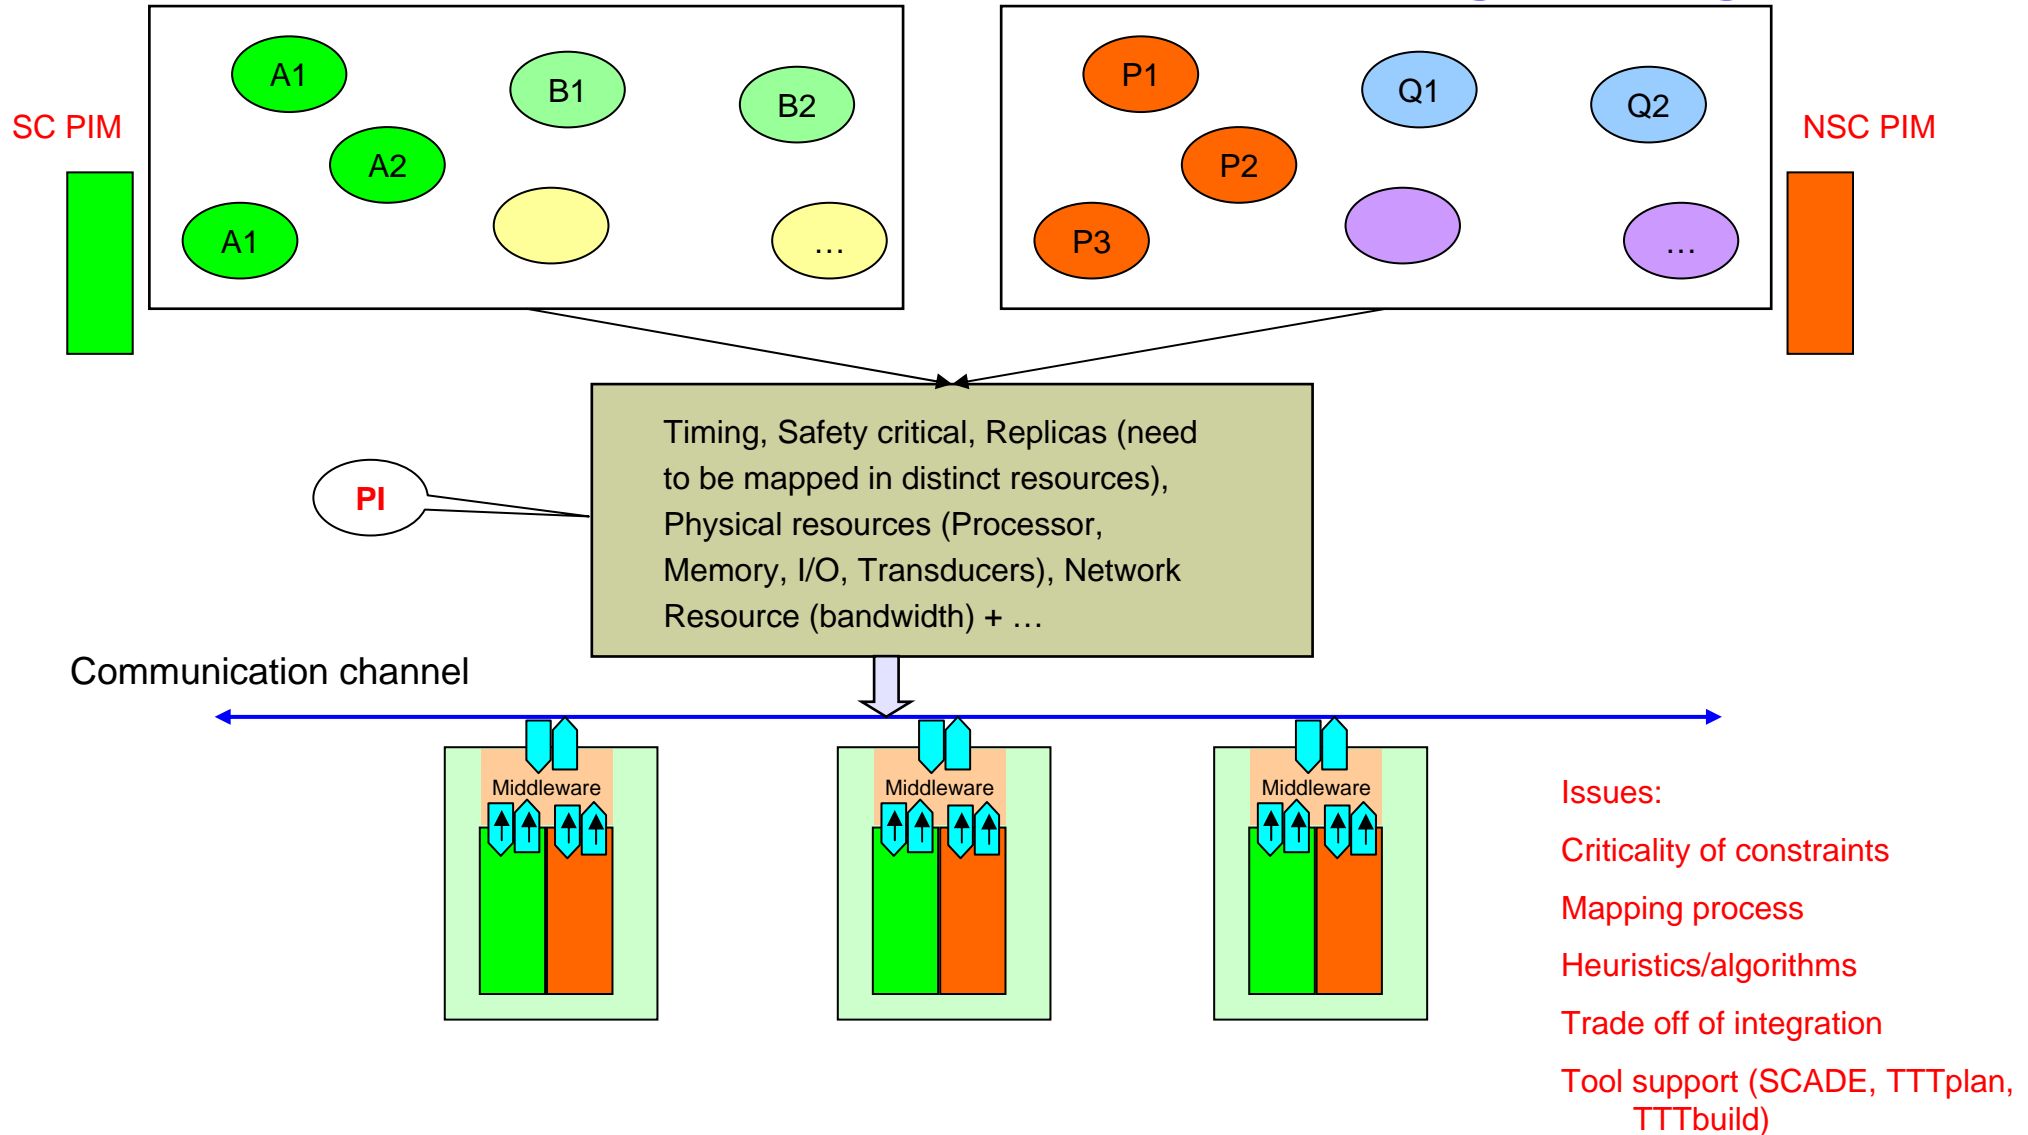 A1
B1
B2
P1
Q1
Q2
SC PIM
NSC PIM
A2
P2
A1
…
P3
…
Timing, Safety critical, Replicas (need
to be mapped in distinct resources),
Physical resources (Processor,
Memory, I/O, Transducers), Network
Resource (bandwidth) + …
PI
Communication channel
Middleware
Middleware
Middleware
Issues:
Criticality of constraints
Mapping process
Heuristics/algorithms
Trade off of integration
Tool support (SCADE, TTTplan,
TTTbuild)